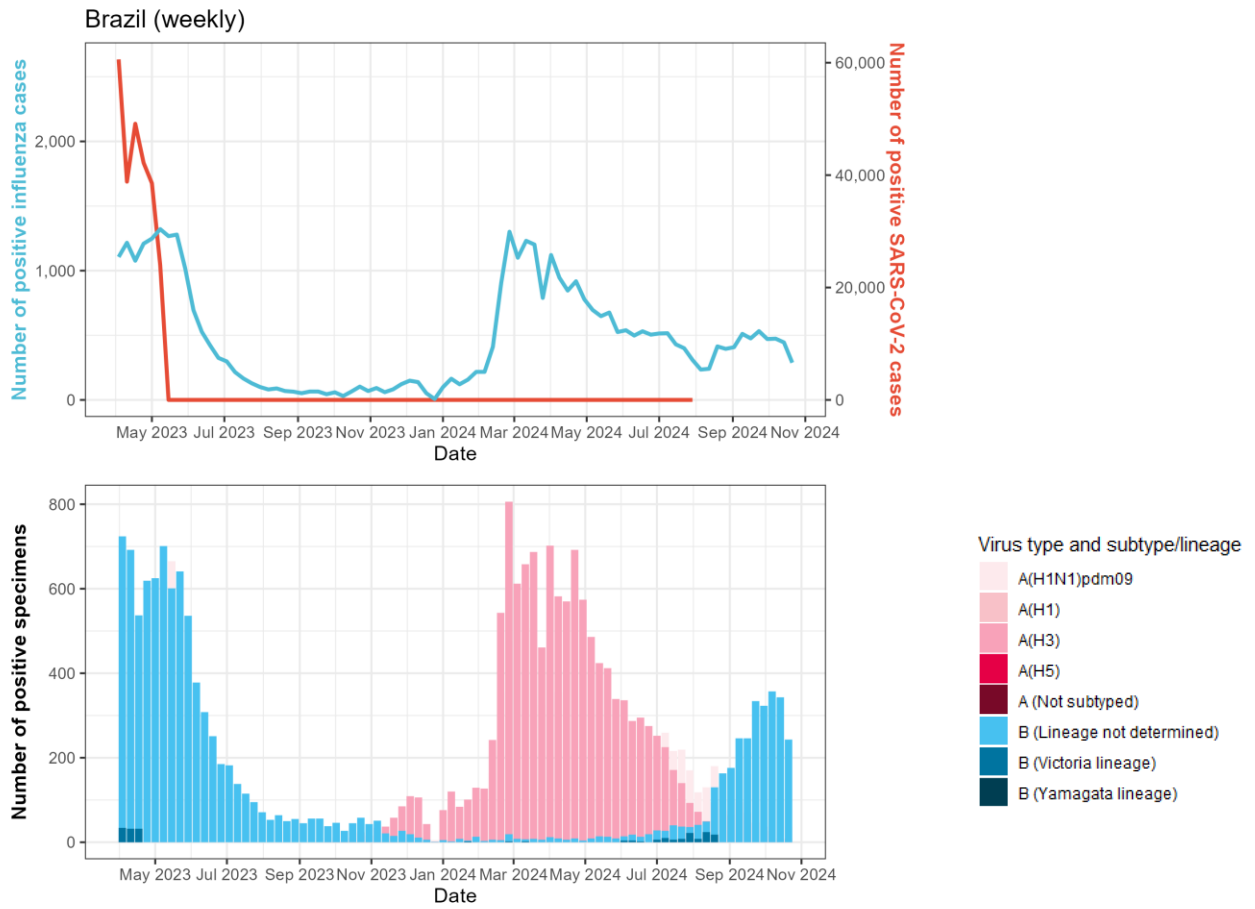 Brazil (weekly)
Number of positive influenza cases
2,000
1,000
0
60,000
40,000
20,000
0
Number of positive SARS-CoV-2 cases
May 2023 Jul 2023 Sep 2023 Nov 2023 Jan 2024 Mar 2024 May 2024 Jul 2024 Sep 2024 Nov 2024
Date
Number of positive specimens
800
600
400
200
0
May 2023 Jul 2023 Sep 2023 Nov 2023 Jan 2024 Mar 2024 May 2024 Jul 2024 Sep 2024 Nov 2024
Date
Virus type and subtype/lineage
A(H1N1)pdm09
A(H1)
A(H3)
A(H5)
A (Not subtyped)
B (Lineage not determined)
B (Victoria lineage)
B (Yamagata lineage)